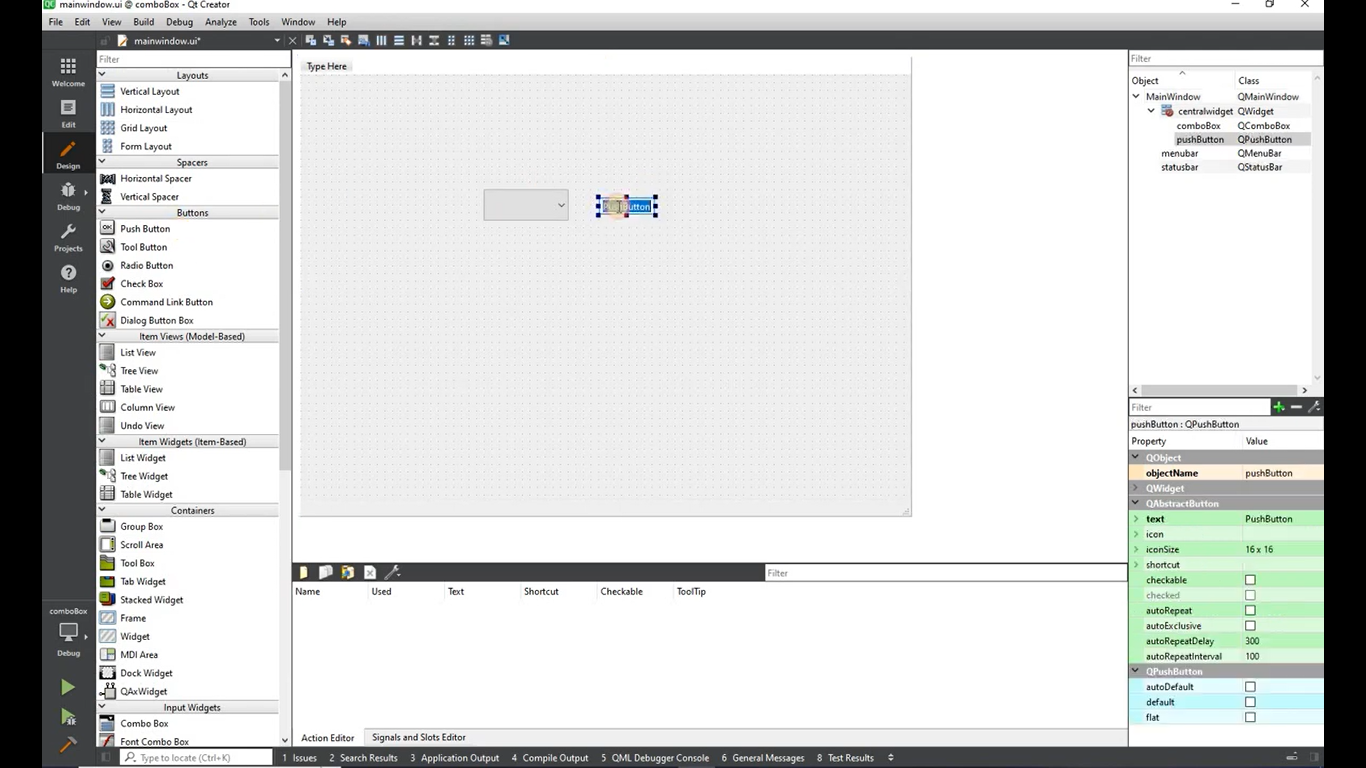 mainwindow.ui @ comboBox - Qt Creator
File Edit View Build Debug Analyze Tools Window Help
mainwindow.ui*
Filter
Layouts
Vertical Layout
Horizontal Layout
Grid Layout
Form Layout
Spacers
Horizontal Spacer
Vertical Spacer
Buttons
Push Button
Tool Button
Radio Button
Check Box
Command Link Button
Dialog Button Box
Item Views (Model-Based)
List View
Tree View
Table View
Column View
Undo View
Item Widgets (Item-Based)
List Widget
Tree Widget
Table Widget
Containers
Group Box
Scroll Area
Tool Box
Tab Widget
Stacked Widget
Frame
Widget
MDI Area
Dock Widget
QAxWidget
Input Widgets
Combo Box
Font Combo Box
Welcome
Edit
Design
Debug
Projects
Help
comboBox
Debug
Type Here
PushButton
Filter
Name Used Text Shortcut Checkable ToolTip
Action Editor Signals and Slots Editor
Filter
Object Class
MainWindow QMainWindow
centralwidget QWidget
comboBox QComboBox
pushButton QPushButton
menubar QMenuBar
statusbar QStatusBar
Filter
pushButton : QPushButton
Property Value
QObject
objectName pushButton
QWidget
QAbstractButton
text PushButton
icon
iconSize 16 x 16
shortcut
checkable
checked
autoRepeat
autoExclusive
autoRepeatDelay 300
autoRepeatInterval 100
QPushButton
autoDefault
default
flat
Type to locate (Ctrl+K) 1 Issues 2 Search Results 3 Application Output 4 Compile Output 5 QML Debugger Console 6 General Messages 8 Test Results